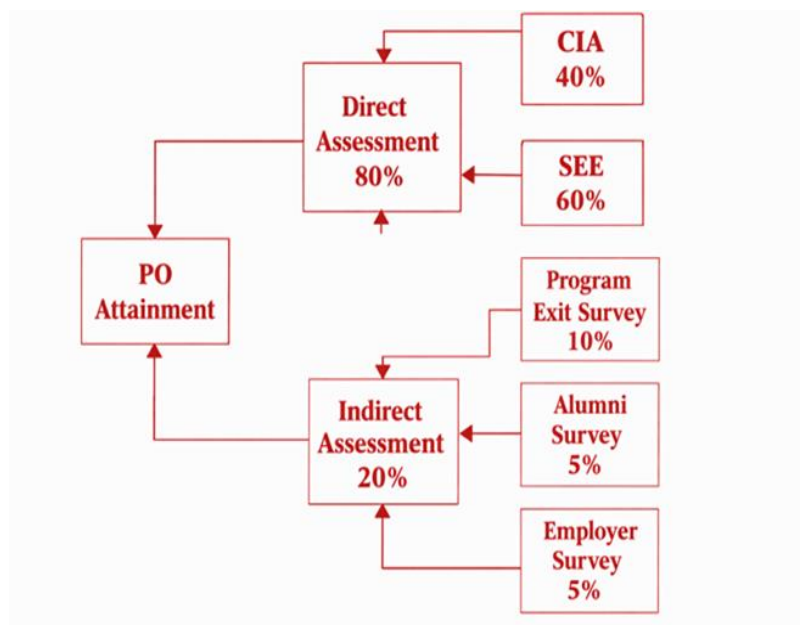 CIA
40%
Direct
Assessment
80%
SEE
60%
PO
Attainment
Program
Exit Survey
10%
Indirect
Assessment
20%
Alumni
Survey
5%
Employer
Survey
5%